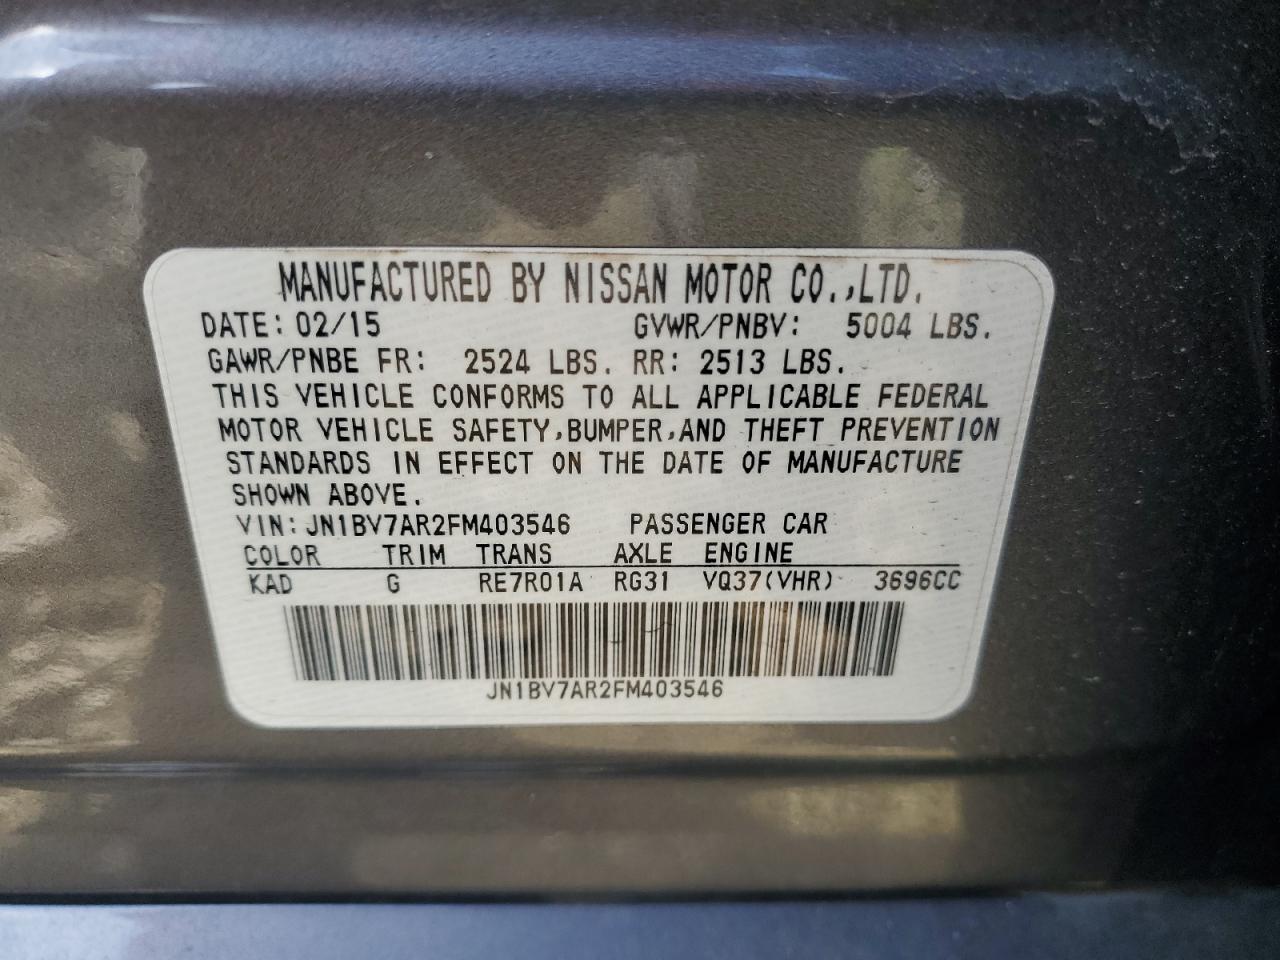 MANUFACTURED BY NISSAN MOTOR CO.,LTD.
DATE: 02/15 GVWR/PNBV: 5004 LBS.
GAWR/PNBE FR: 2524 LBS. RR: 2513 LBS.
THIS VEHICLE CONFORMS TO ALL APPLICABLE FEDERAL
MOTOR VEHICLE SAFETY,BUMPER,AND THEFT PREVENTION
STANDARDS IN EFFECT ON THE DATE OF MANUFACTURE
SHOWN ABOVE.
VIN:JN1BV7AR2FM403546 PASSENGER CAR
COLOR TRIM TRANS AXLE ENGINE
KAD G RE7R01A RG31 VQ37(VHR) 3696CC
JN1BV7AR2FM403546